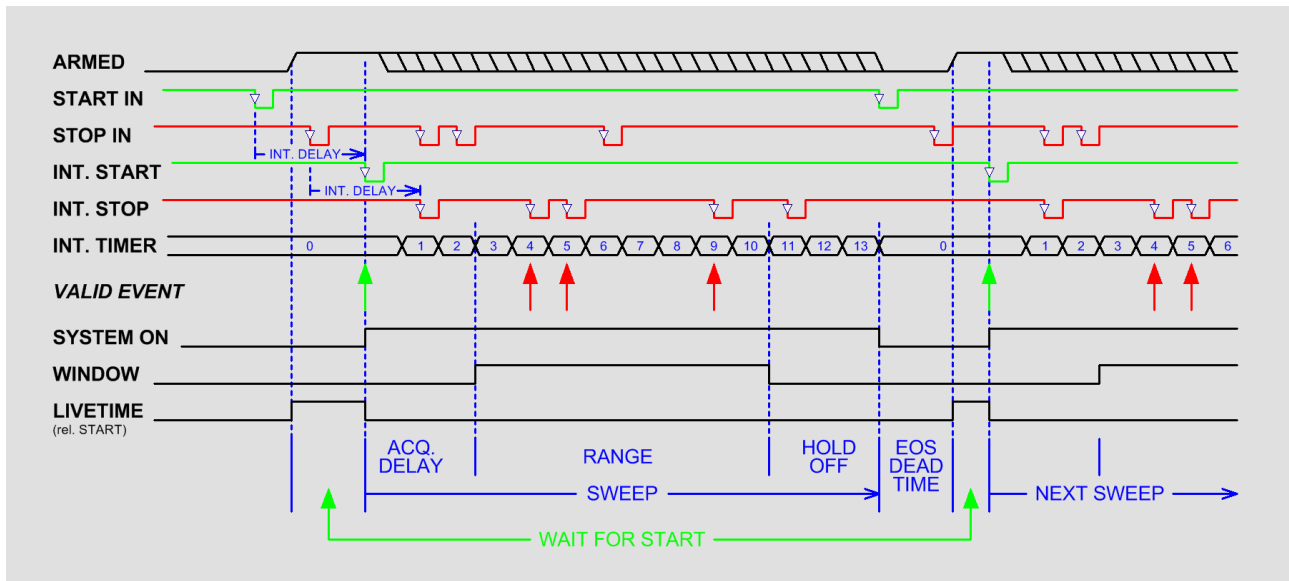 ARMED
START IN
STOP IN
INT. DELAY
INT. START
INT. DELAY
INT. STOP
INT. TIMER 0 1 2 3 4 5 6 7 8 9 10 11 12 13 0 1 2 3 4 5 6
VALID EVENT
SYSTEM ON
WINDOW
LIVETIME
(rel. START)
ACQ.
DELAY
RANGE
HOLD
OFF
EOS
DEAD
TIME
SWEEP
NEXT SWEEP
WAIT FOR START